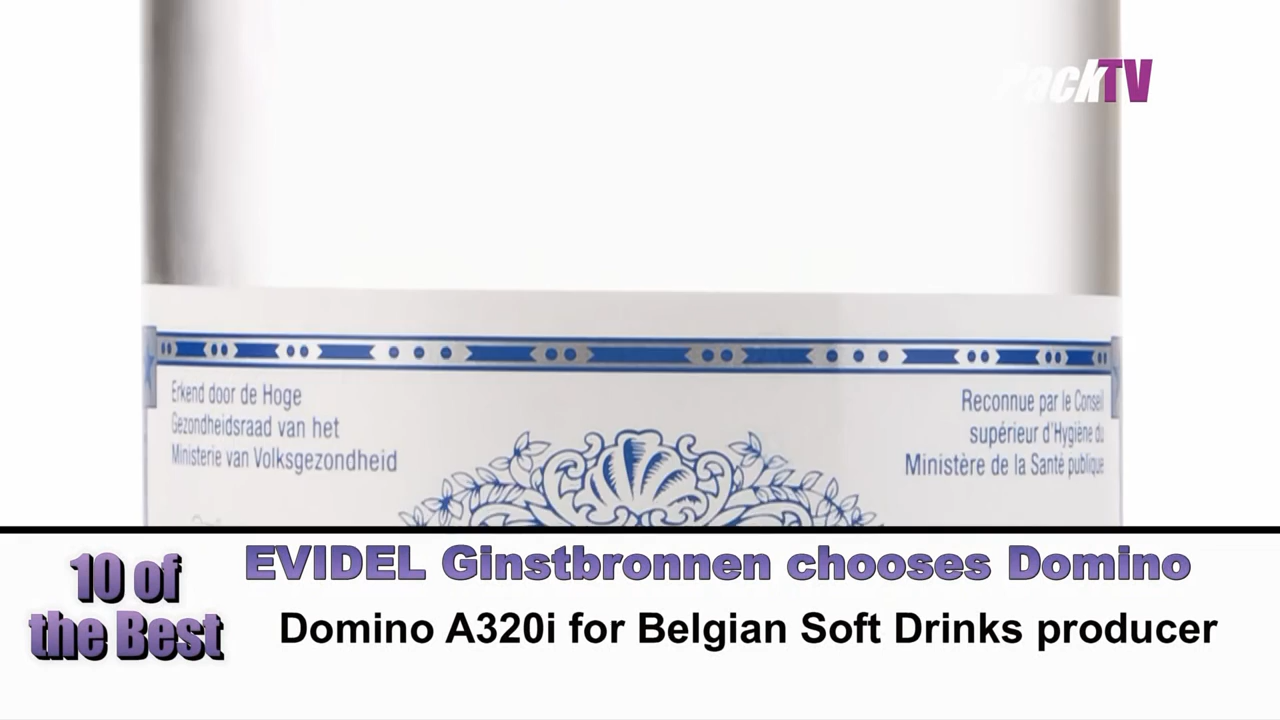 ackTV
Erkend door de Hoge
Gezondheidsraad van het
Ministerie van Volksgezondheid
Reconnue par le Conseil
supérieur d'Hygiène du
Ministère de la Santé publique
10 of
the Best
EVIDEL Ginstbronnen chooses Domino
Domino A320i for Belgian Soft Drinks producer